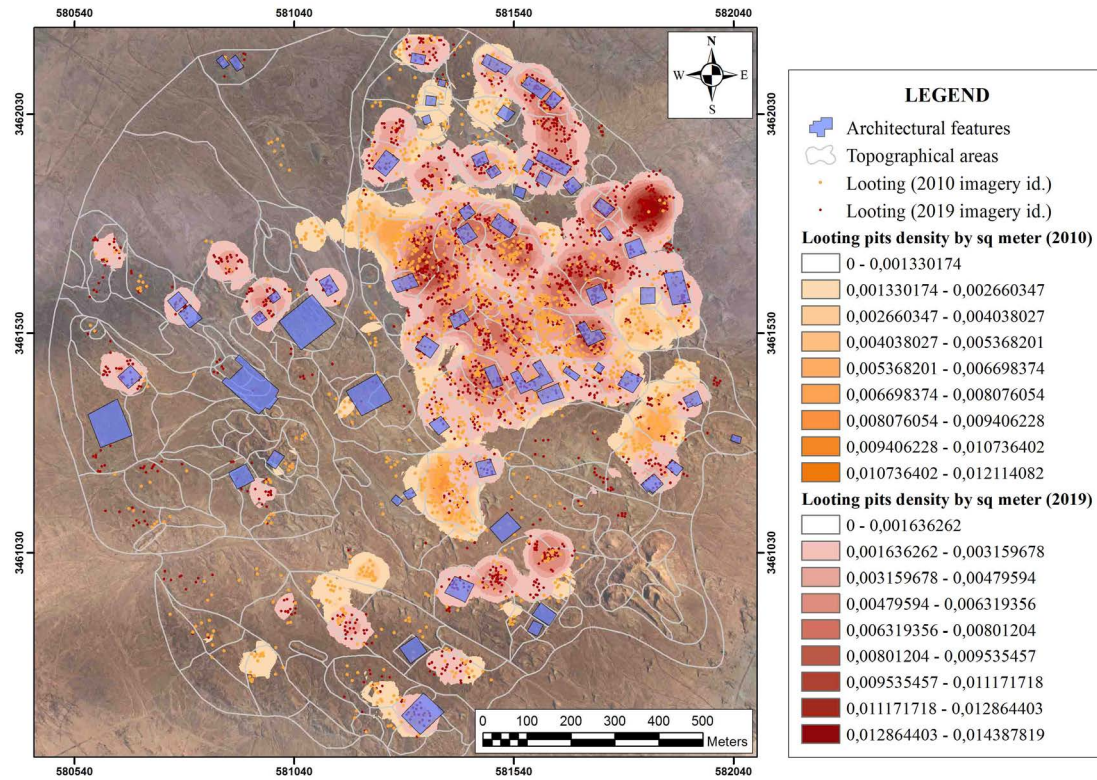 580540 581040 581540 582040
N
W E
S
3462030 3462030
3461530 3461530
3461030 3461030
0 100 200 300 400 500
Meters
580540 581040 581540 582040
LEGEND
Architectural features
Topographical areas
Looting (2010 imagery id.)
Looting (2019 imagery id.)
Looting pits density by sq meter (2010)
0 - 0,001330174
0,001330174 - 0,002660347
0,002660347 - 0,004038027
0,004038027 - 0,005368201
0,005368201 - 0,006698374
0,006698374 - 0,008076054
0,008076054 - 0,009406228
0,009406228 - 0,010736402
0,010736402 - 0,012114082
Looting pits density by sq meter (2019)
0 - 0,001636262
0,001636262 - 0,003159678
0,003159678 - 0,00479594
0,00479594 - 0,006319356
0,006319356 - 0,00801204
0,00801204 - 0,009535457
0,009535457 - 0,011171718
0,011171718 - 0,012864403
0,012864403 - 0,014387819